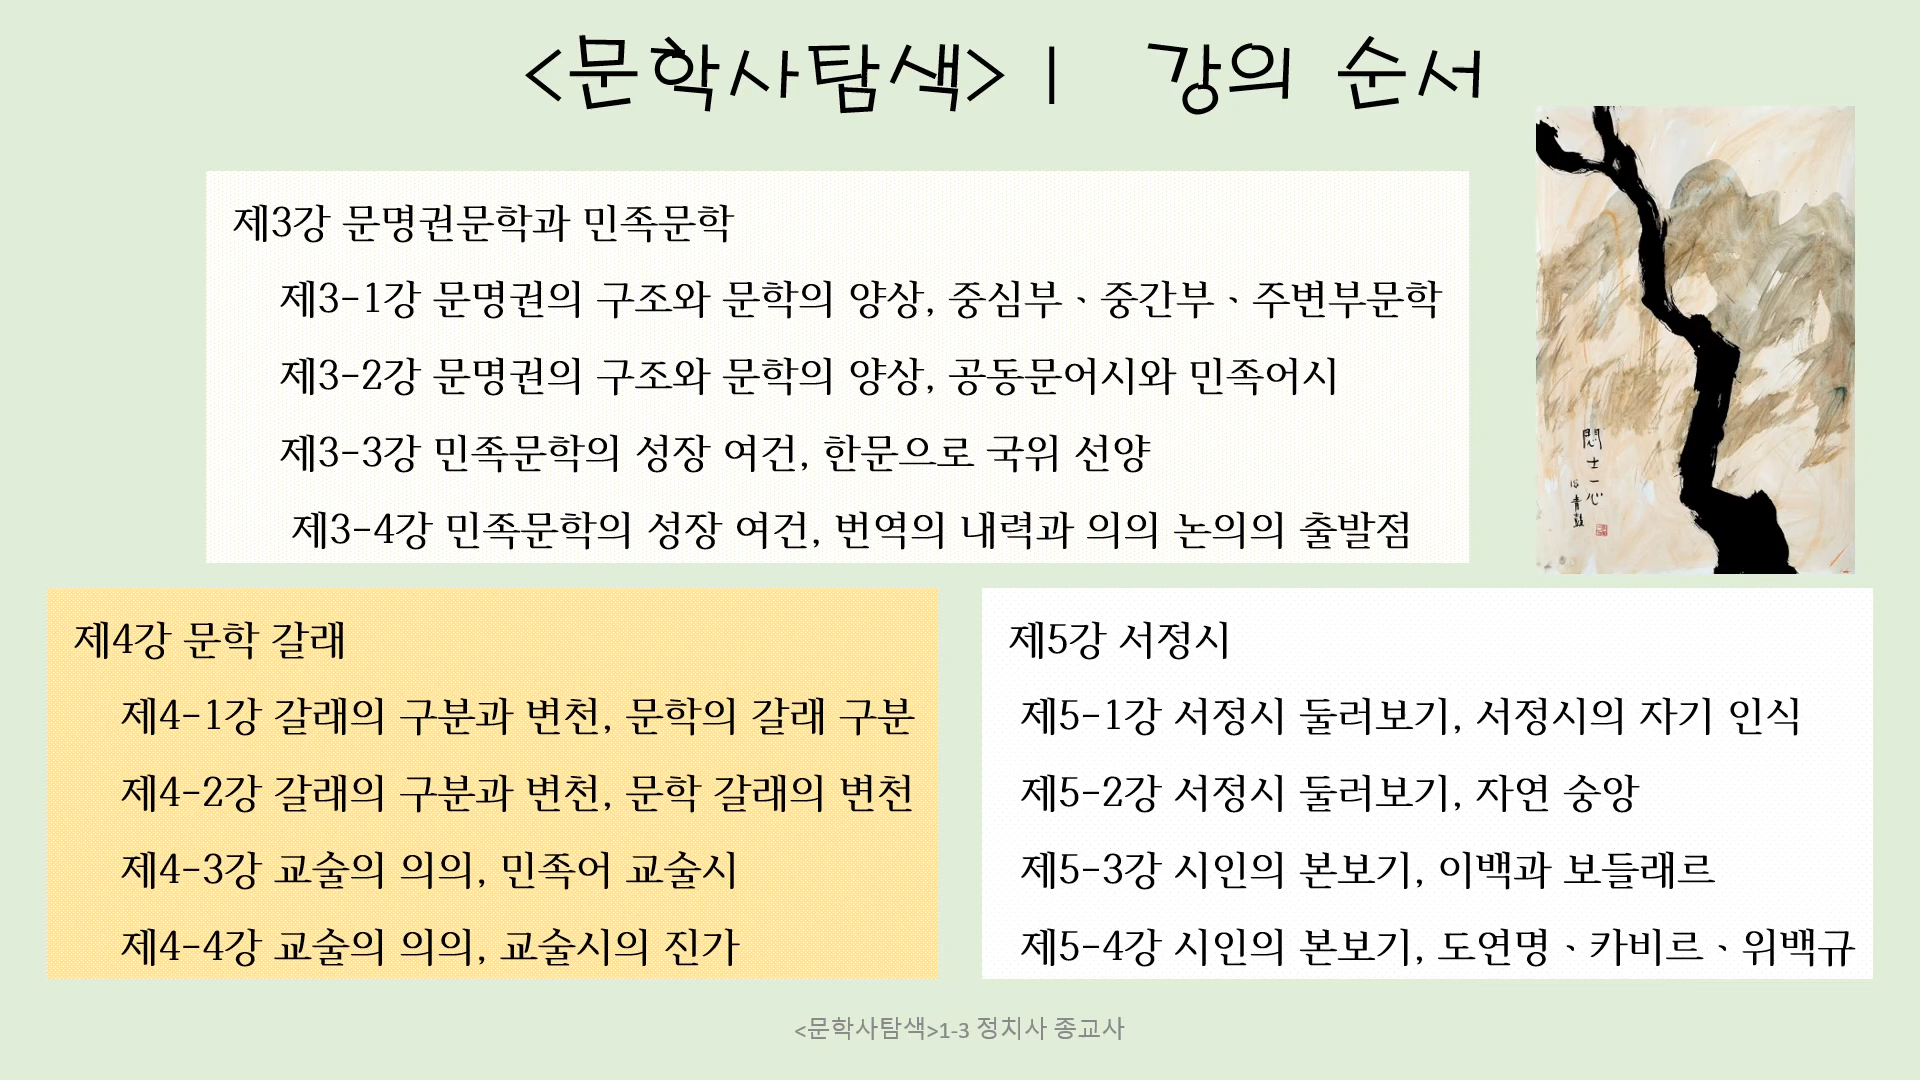 <문학사탐색> Ⅰ 강의 순서
제3강 문명권문학과 민족문학
제3-1강 문명권의 구조와 문학의 양상, 중심부、중간부、주변부문학
제3-2강 문명권의 구조와 문학의 양상, 공동문어시와 민족어시
제3-3강 민족문학의 성장 여건, 한문으로 국위 선양
제3-4강 민족문학의 성장 여건, 번역의 내력과 의의 논의의 출발점
제4강 문학 갈래
제4-1강 갈래의 구분과 변천, 문학의 갈래 구분
제4-2강 갈래의 구분과 변천, 문학 갈래의 변천
제4-3강 교술의 의의, 민족어 교술시
제4-4강 교술의 의의, 교술시의 진가
제5강 서정시
제5-1강 서정시 둘러보기, 서정시의 자기 인식
제5-2강 서정시 둘러보기, 자연 숭앙
제5-3강 시인의 본보기, 이백과 보들래르
제5-4강 시인의 본보기, 도연명、카비르、위백규
<문학사탐색>1-3 정치사 종교사